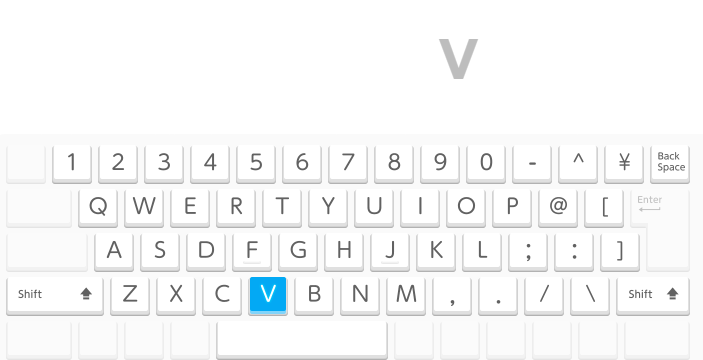 V
1 2 3 4 5 6 7 8 9 0 - ^ ¥ Back Space
Q W E R T Y U I O P @ [ Enter
A S D F G H J K L ; : ]
Shift Z X C V B N M , . / \ Shift